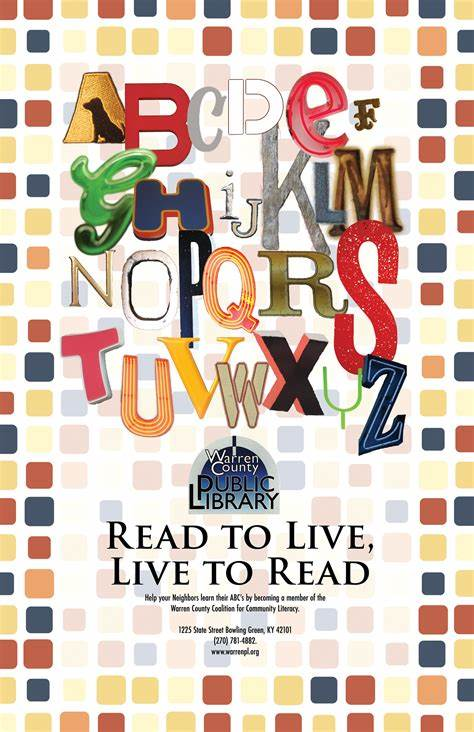 ABCDeF
GHIJKLM
NOPQRS
TUVWXYZ
Warren
County
Public
Library
Read to Live,
Live to Read
Help your Neighbors learn their ABC's by becoming a member of the
Warren County Coalition for Community Literacy.
1225 State Street Bowling Green, KY 42101
(270) 781-4882.
www.warrenpl.org